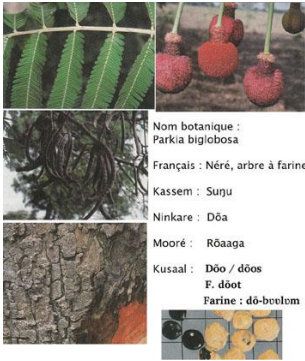 Nom botanique :
Parkia biglobosa
Français : Néré, arbre à farine
Kassem : Suŋu
Ninkare : Dõa
Mooré : Rõaaga
Kusaal : Dõo / dõos
F. dõot
Farine : dõ-bʋʋlʋm